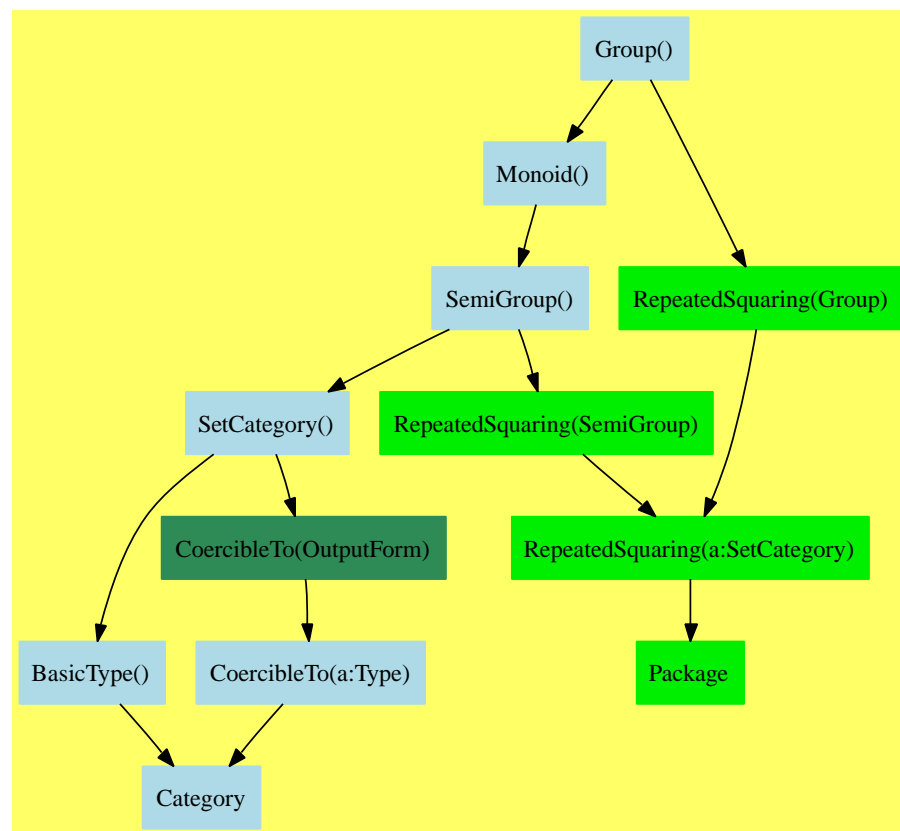 Group()
Monoid()
SemiGroup()
RepeatedSquaring(Group)
SetCategory()
RepeatedSquaring(SemiGroup)
CoercibleTo(OutputForm)
RepeatedSquaring(a:SetCategory)
BasicType()
CoercibleTo(a:Type)
Package
Category